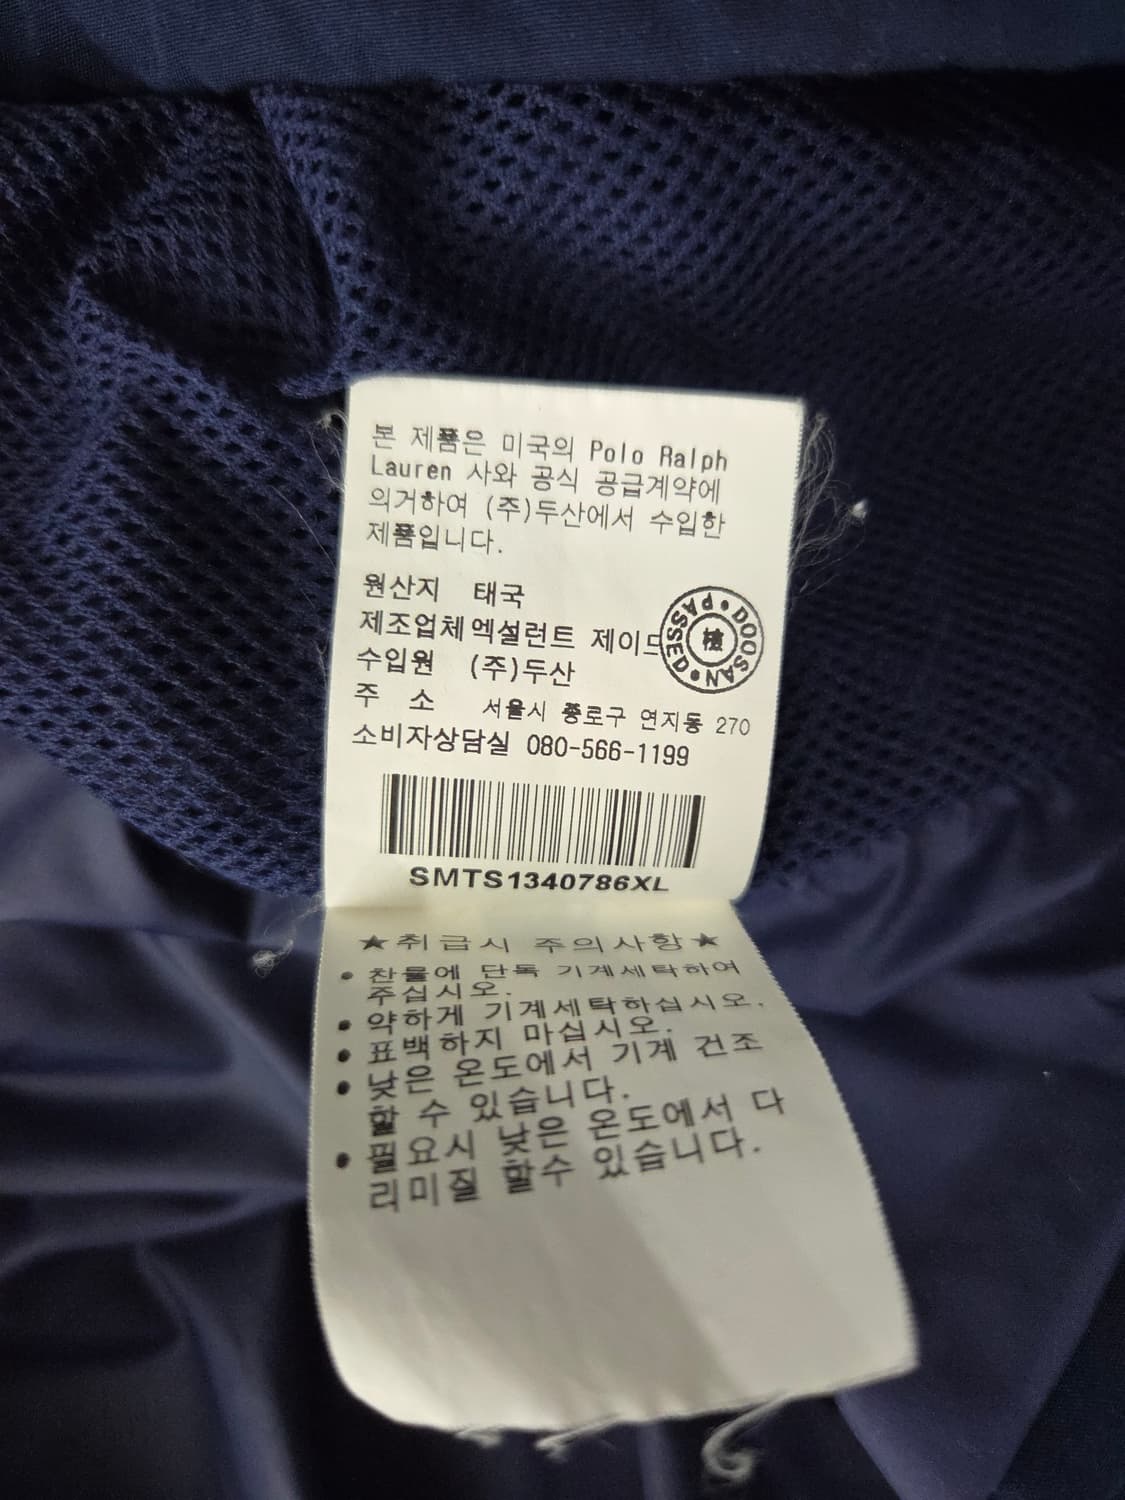 본 제품은 미국의 Polo Ralph
Lauren 사와 공식 공급계약에
의거하여 (주)두산에서 수입한
제품입니다.
원산지 태국
제조업체 엑설런트 제이드
수입원 (주)두산
주 소 서울시 종로구 연지동 270
소비자상담실 080-566-1199
DOOSAN • PASSED •
檢
SMTS1340786XL
★취급시 주의사항★
• 찬물에 단독 기계세탁하여
주십시오.
• 약하게 기계세탁하십시오.
• 표백하지 마십시오.
• 낮은 온도에서 기계 건조
할 수 있습니다.
• 필요시 낮은 온도에서 다
리미질 할수 있습니다.